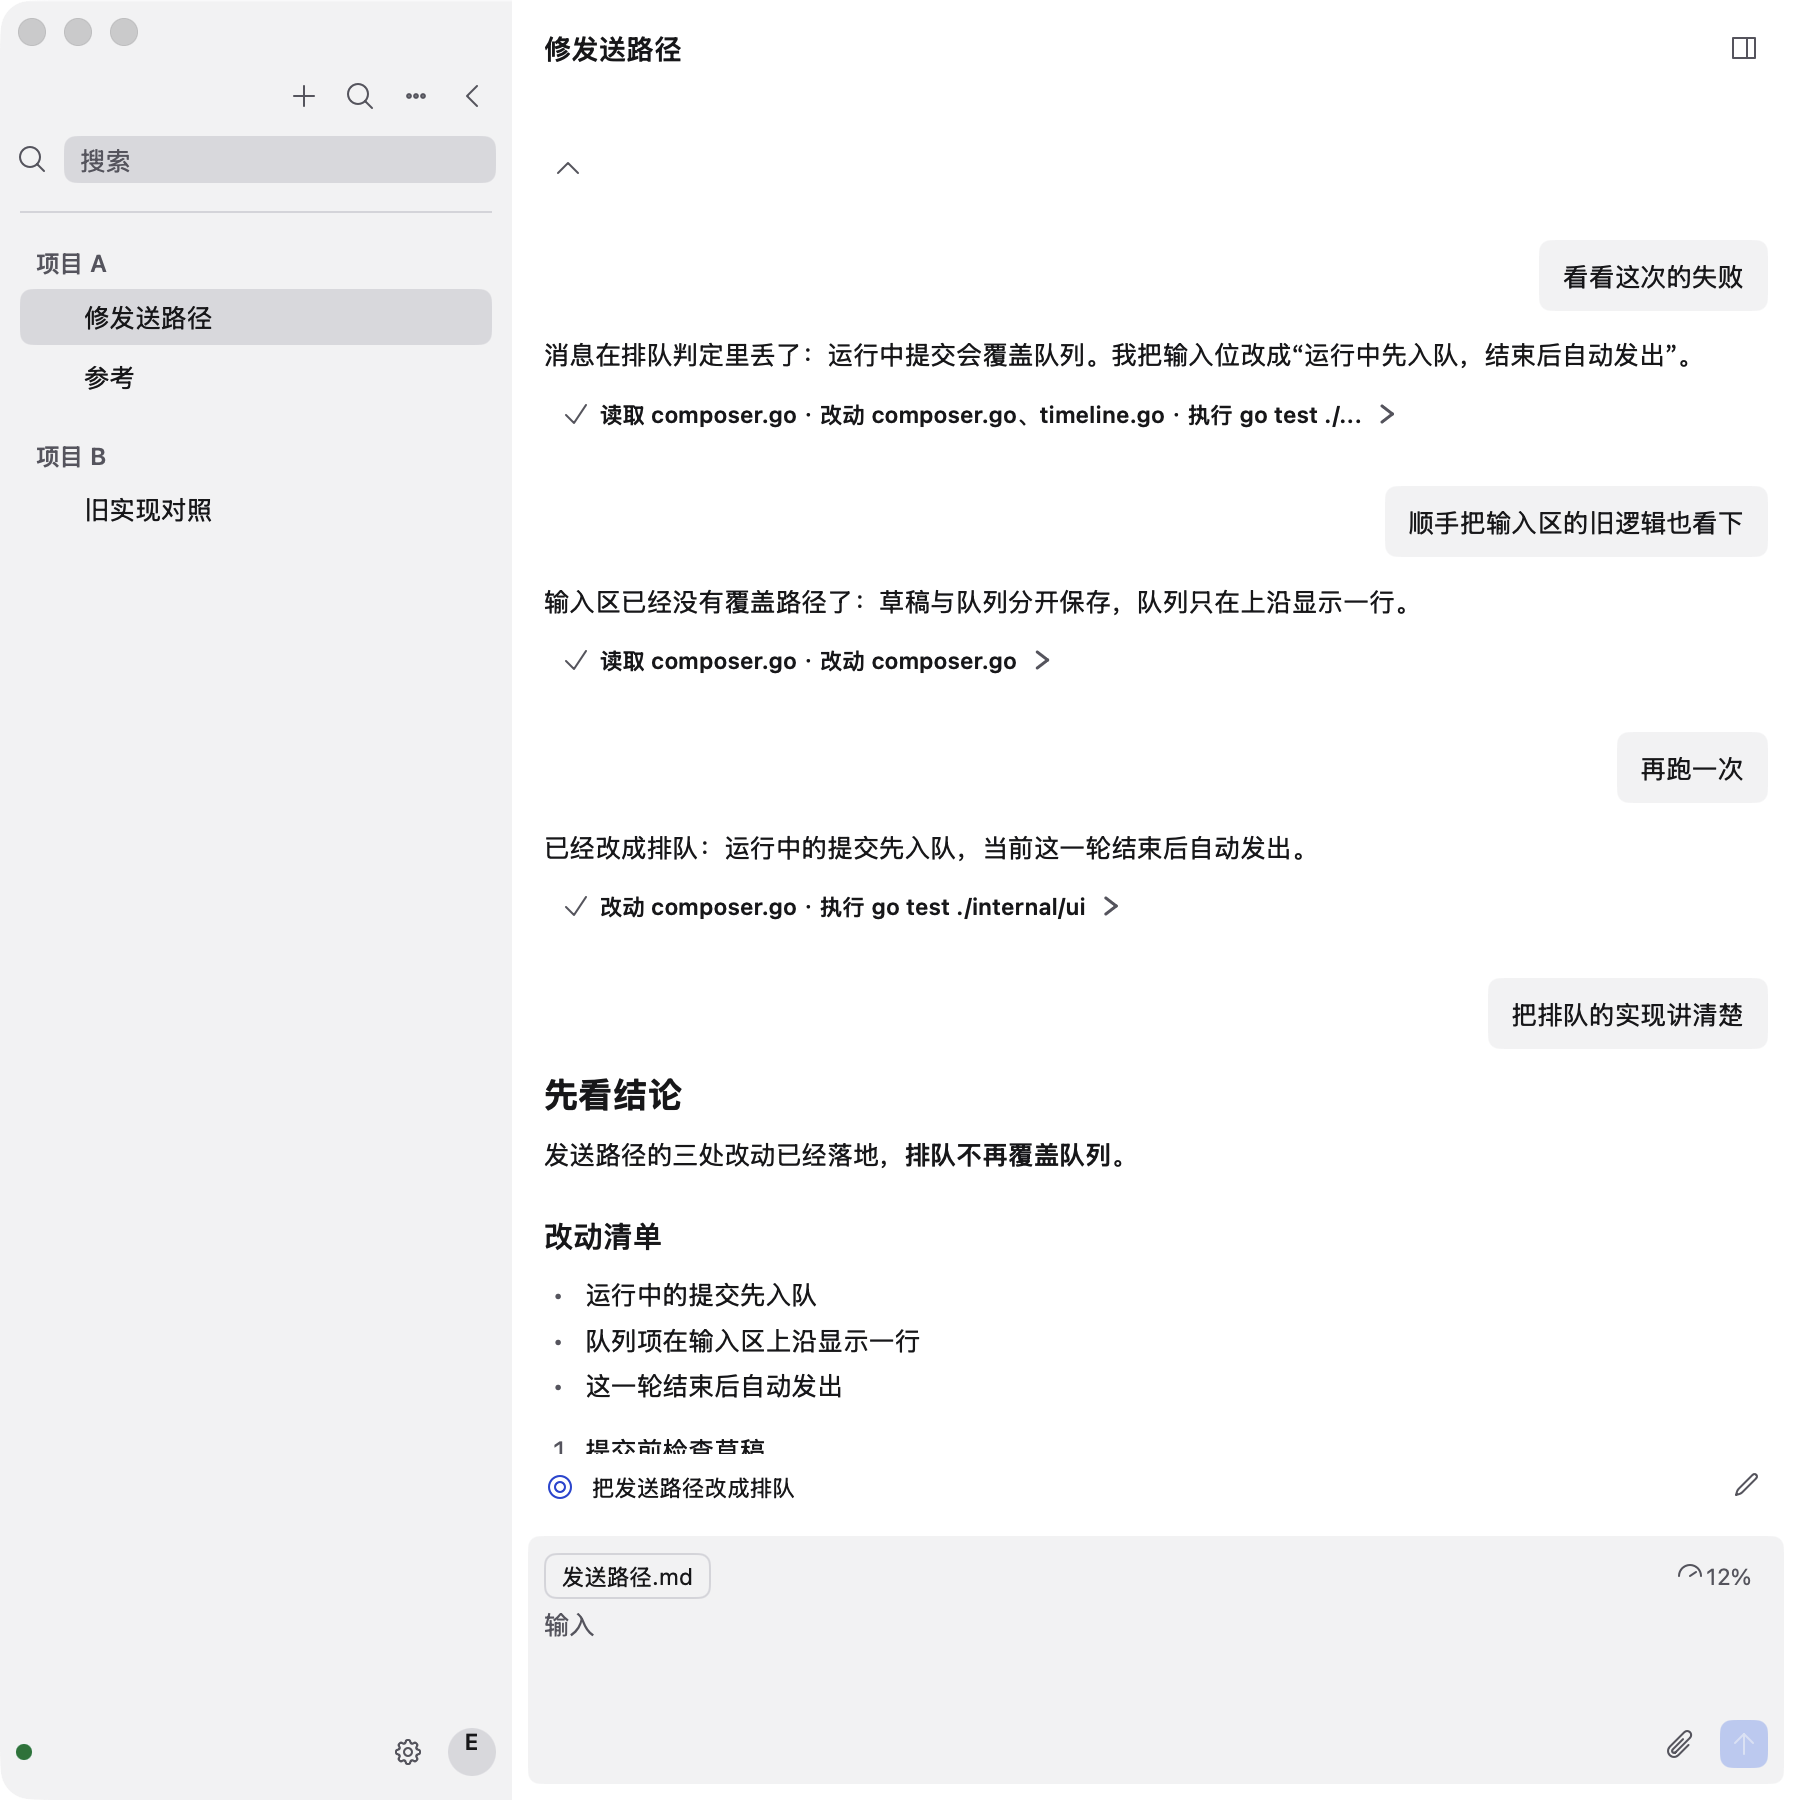 修发送路径
搜索
项目 A
修发送路径
参考
项目 B
旧实现对照
看看这次的失败
消息在排队判定里丢了：运行中提交会覆盖队列。我把输入位改成“运行中先入队，结束后自动发出”。
读取 composer.go · 改动 composer.go、timeline.go · 执行 go test ./...
顺手把输入区的旧逻辑也看下
输入区已经没有覆盖路径了：草稿与队列分开保存，队列只在上沿显示一行。
读取 composer.go · 改动 composer.go
再跑一次
已经改成排队：运行中的提交先入队，当前这一轮结束后自动发出。
改动 composer.go · 执行 go test ./internal/ui
把排队的实现讲清楚
先看结论
发送路径的三处改动已经落地，排队不再覆盖队列。
改动清单
• 运行中的提交先入队
• 队列项在输入区上沿显示一行
• 这一轮结束后自动发出
1 提交前检查草稿
把发送路径改成排队
发送路径.md
12%
输入
E